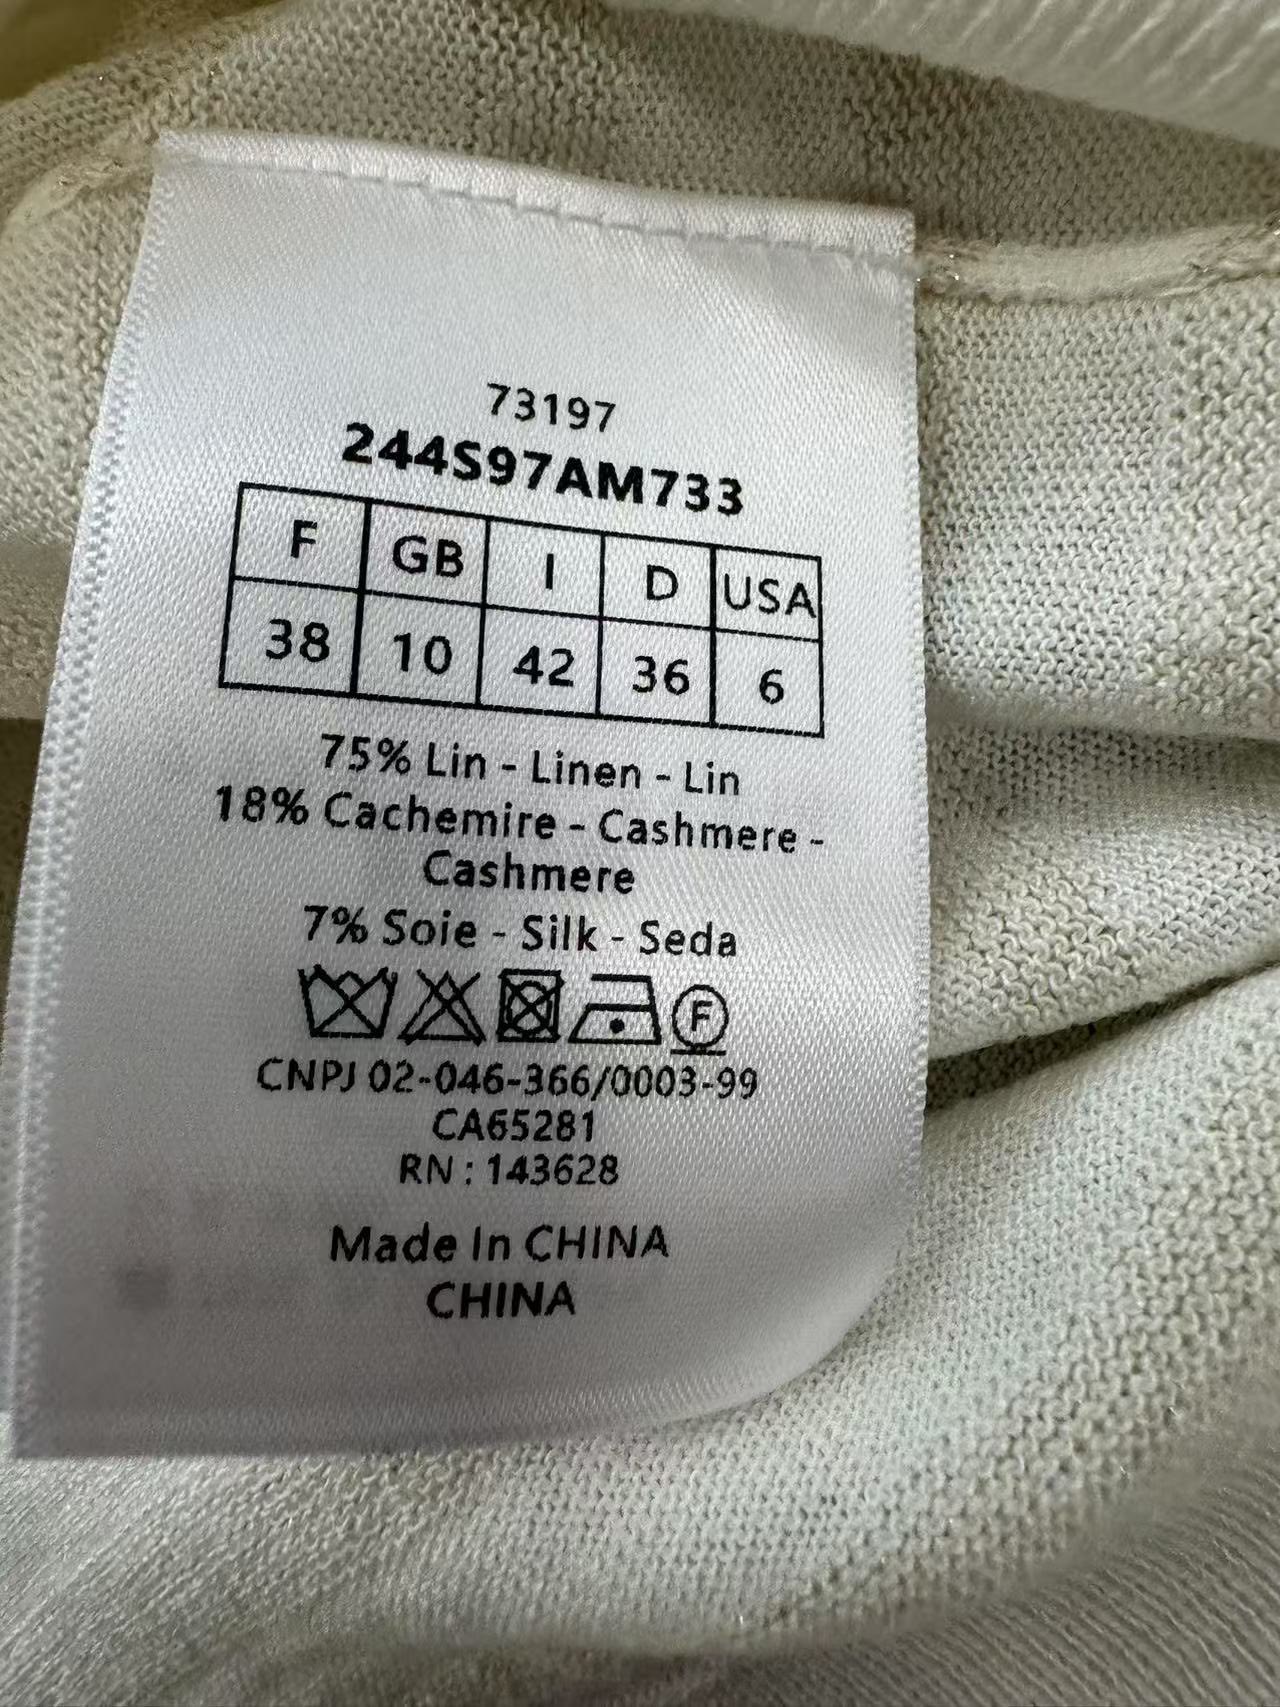 73197
244S97AM733
F GB I D USA
38 10 42 36 6
75% Lin - Linen - Lin
18% Cachemire - Cashmere -
Cashmere
7% Soie - Silk - Seda
F
CNPJ 02-046-366/0003-99
CA65281
RN : 143628
Made In CHINA
CHINA